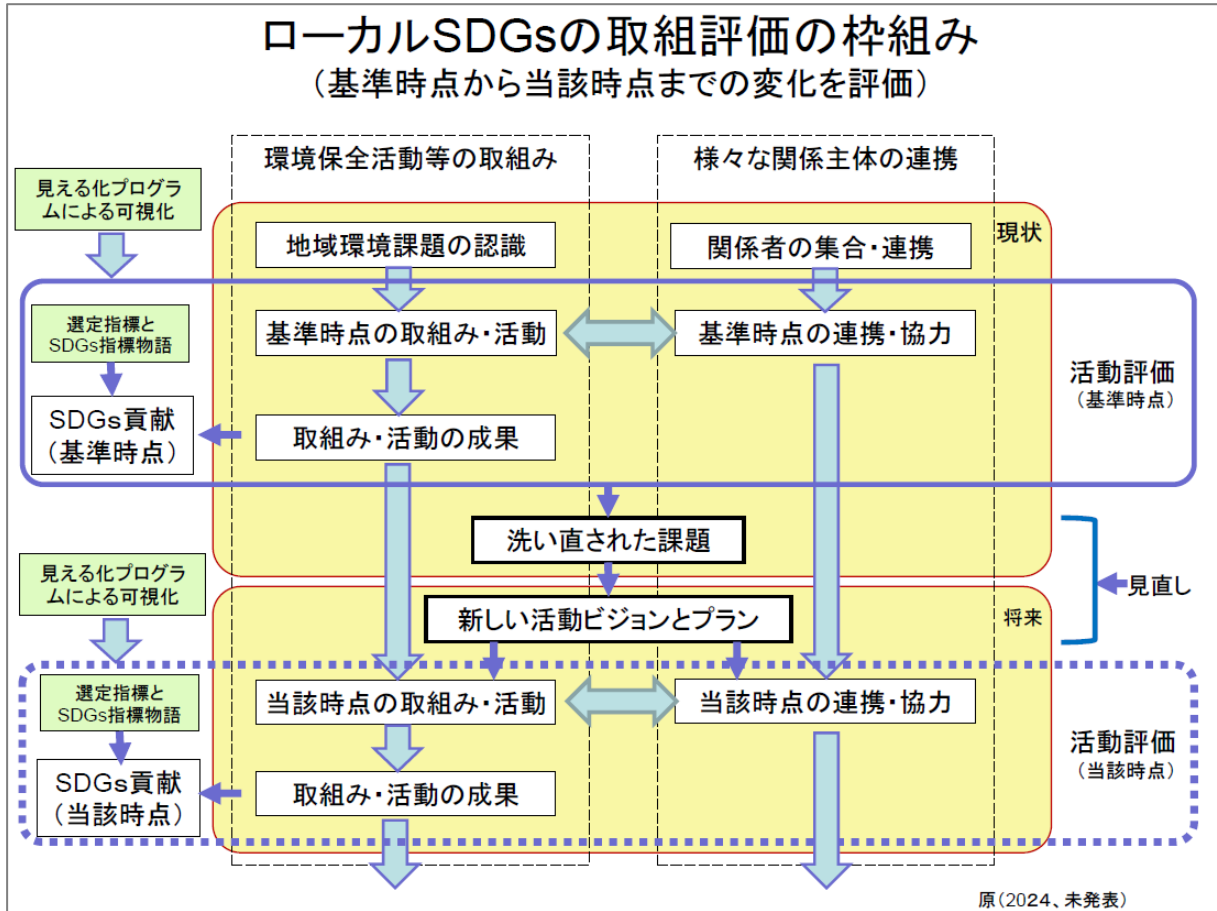 ローカルSDGsの取組評価の枠組み
（基準時点から当該時点までの変化を評価）
環境保全活動等の取組み
様々な関係主体の連携
見える化プログラ
ムによる可視化
現状
地域環境課題の認識
関係者の集合・連携
選定指標と
SDGs指標物語
基準時点の取組み・活動
基準時点の連携・協力
活動評価
（基準時点）
SDGs貢献
（基準時点）
取組み・活動の成果
洗い直された課題
見える化プログラ
ムによる可視化
見直し
新しい活動ビジョンとプラン
将来
選定指標と
SDGs指標物語
当該時点の取組み・活動
当該時点の連携・協力
活動評価
（当該時点）
SDGs貢献
（当該時点）
取組み・活動の成果
原（2024、未発表）